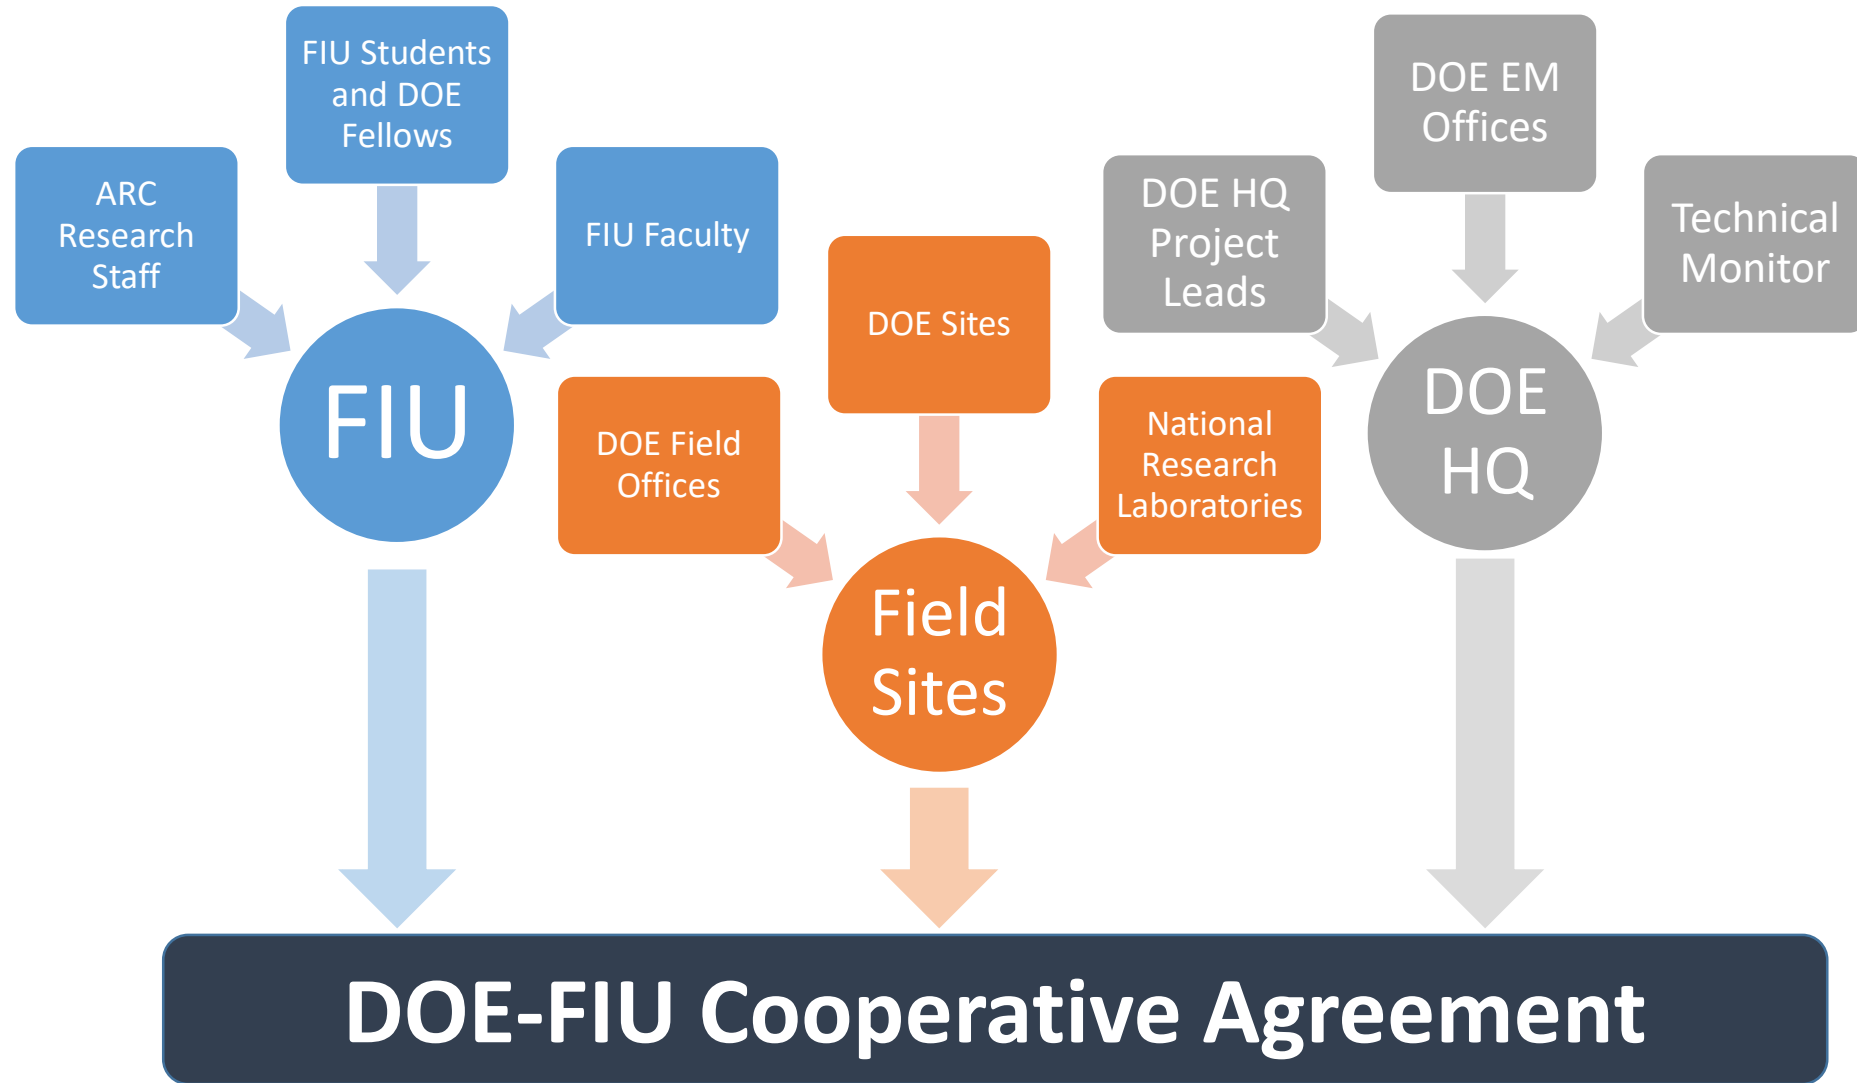 FIU Students
and DOE
Fellows
ARC
Research
Staff
FIU Faculty
FIU
DOE Sites
DOE Field
Offices
National
Research
Laboratories
Field
Sites
DOE EM
Offices
DOE HQ
Project
Leads
Technical
Monitor
DOE
HQ
DOE-FIU Cooperative Agreement